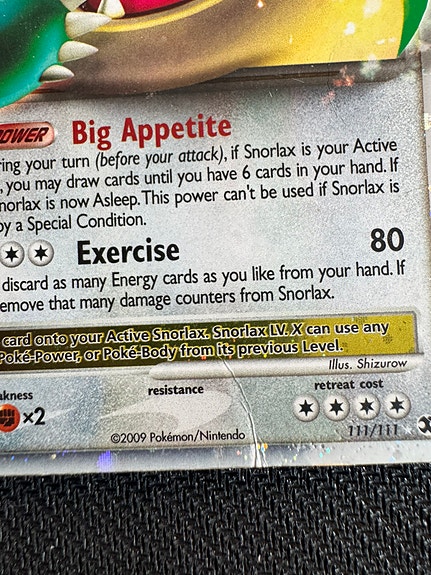 POWER Big Appetite
ring your turn (before your attack), if Snorlax is your Active
, you may draw cards until you have 6 cards in your hand. If
norlax is now Asleep. This power can't be used if Snorlax is
by a Special Condition.
Exercise 80
discard as many Energy cards as you like from your hand. If
emove that many damage counters from Snorlax.
card onto your Active Snorlax. Snorlax LV. X can use any
Poké-Power, or Poké-Body from its previous Level.
Illus. Shizurow
akness resistance retreat cost
×2
©2009 Pokémon/Nintendo 111/111